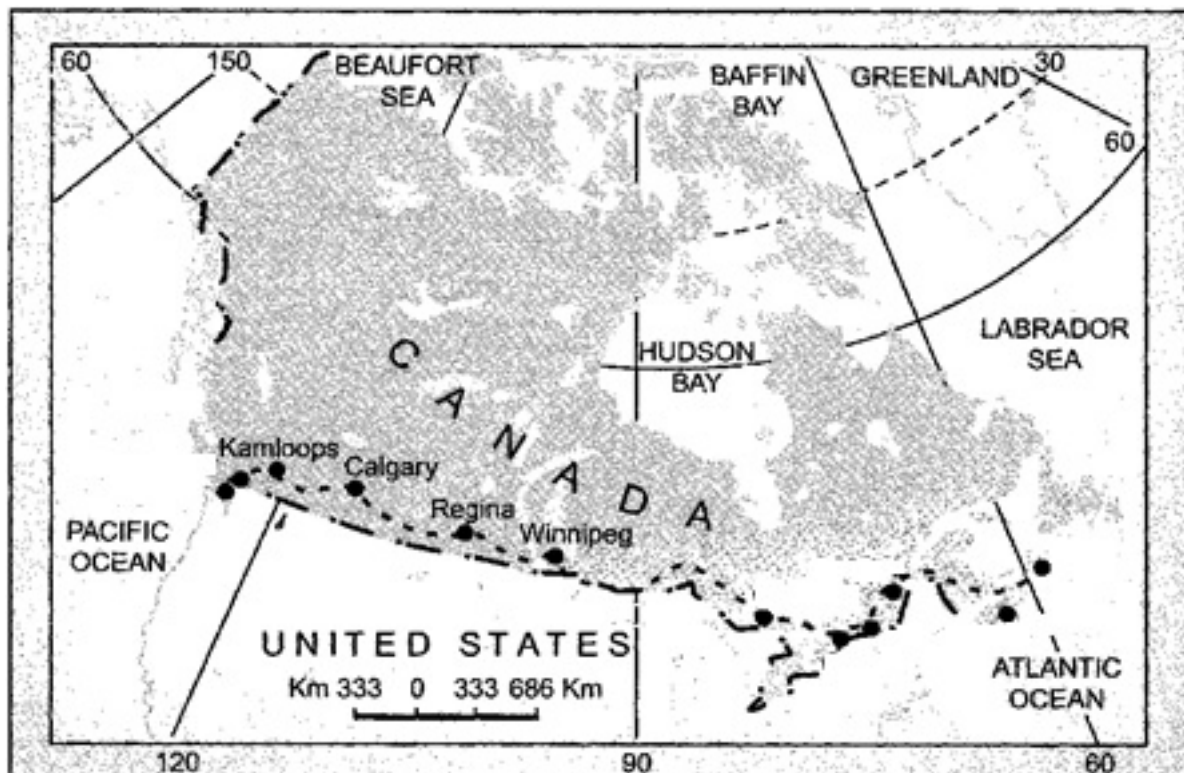 60
150
BEAUFORT
SEA
BAFFIN
BAY
GREENLAND
30
60
LABRADOR
SEA
HUDSON
BAY
CANADA
Kamloops
Calgary
Regina
Winnipeg
PACIFIC
OCEAN
UNITED STATES
Km 333 0 333 686 Km
ATLANTIC
OCEAN
120
90
60